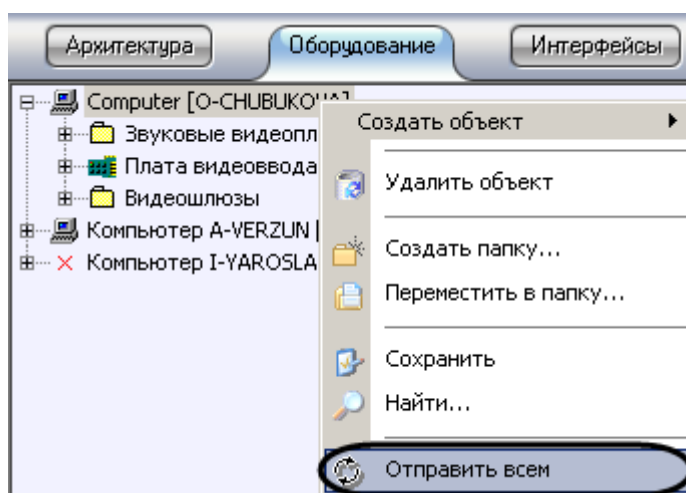 Архитектура
Оборудование
Интерфейсы
Computer [O-CHUBUKOVA]
Звуковые видеопл
Плата видеоввода
Видеошлюзы
Компьютер A-VERZUN [
Компьютер I-YAROSLA
Создать объект
Удалить объект
Создать папку...
Переместить в папку...
Сохранить
Найти...
Отправить всем